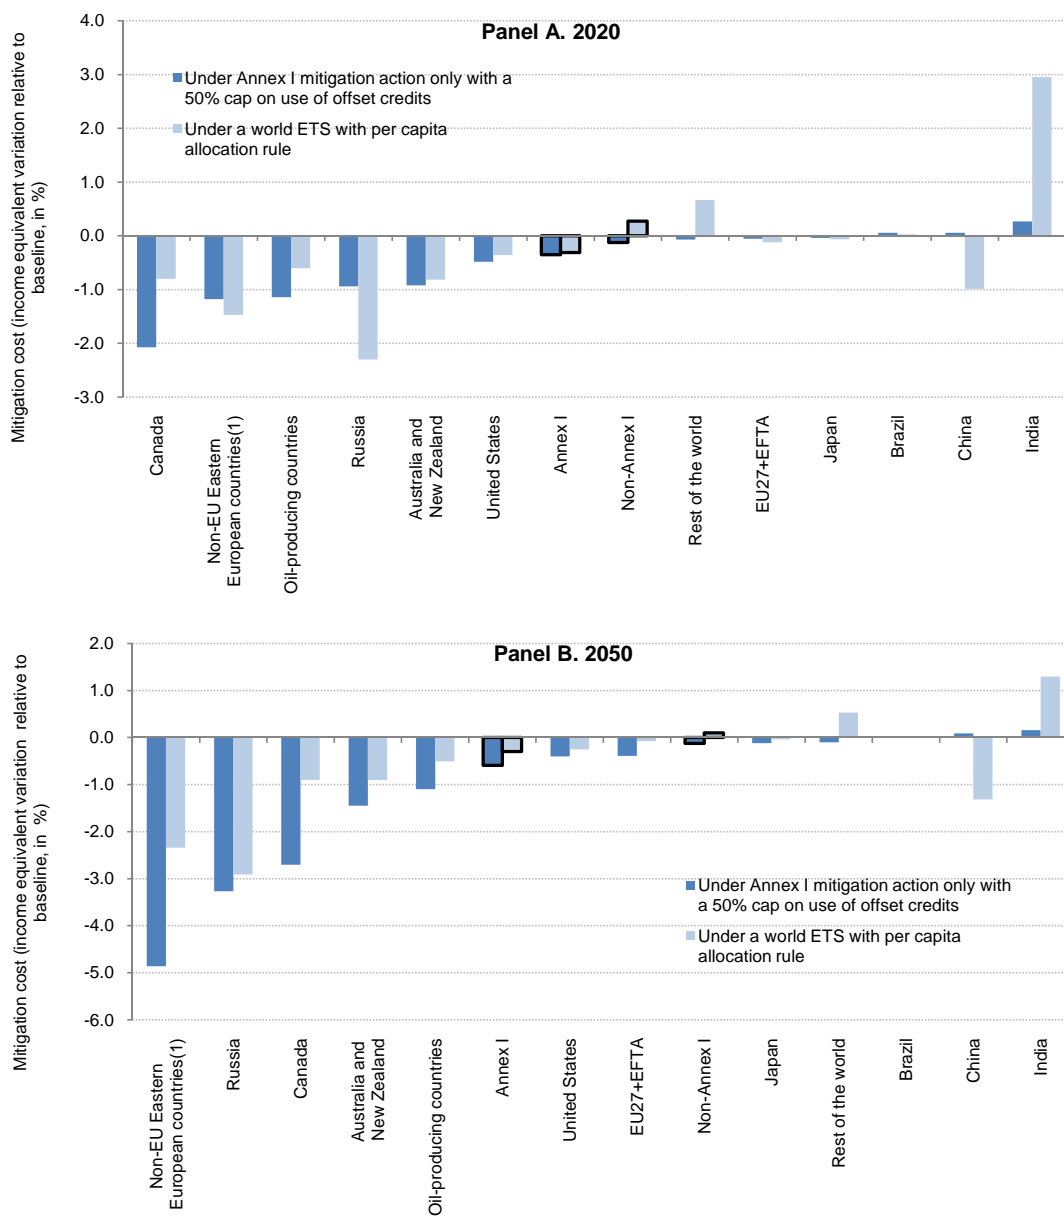 Panel A. 2020
Mitigation cost (income equivalent variation relative to
baseline, in %)
4.0
3.0
2.0
1.0
0.0
-1.0
-2.0
-3.0
Under Annex I mitigation action only with a
50% cap on use of offset credits
Under a world ETS with per capita
allocation rule
Canada
Non-EU Eastern
European countries(1)
Oil-producing countries
Russia
Australia and
New Zealand
United States
Annex I
Non-Annex I
Rest of the world
EU27+EFTA
Japan
Brazil
China
India
Panel B. 2050
Mitigation cost (income equivalent variation relative to
baseline, in %)
2.0
1.0
0.0
-1.0
-2.0
-3.0
-4.0
-5.0
-6.0
Under Annex I mitigation action only with
a 50% cap on use of offset credits
Under a world ETS with per capita
allocation rule
Non-EU Eastern
European countries(1)
Russia
Canada
Australia and
New Zealand
Oil-producing countries
Annex I
United States
EU27+EFTA
Non-Annex I
Japan
Rest of the world
Brazil
China
India